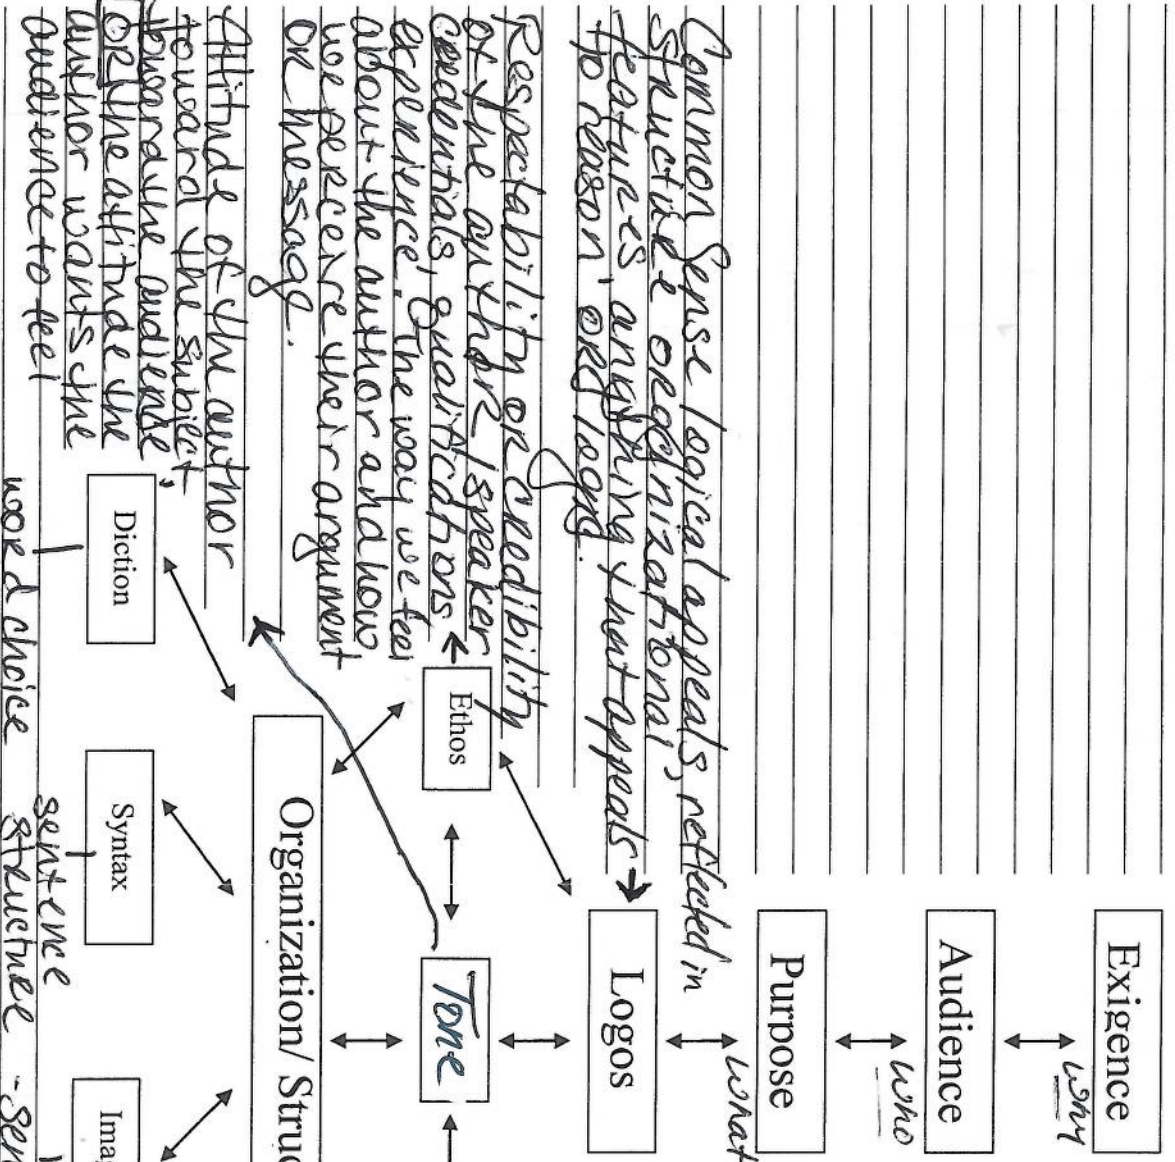 Exigence
why
Audience
who
Purpose
what
Common Sense logical appeals, reflected in
structure organizational
features anything that appeals
to reason, org/logic.
Logos
Respectability or credibility
of the author/speaker
credentials, qualifications
experience. The way we feel
about the author and how
we perceive their argument
or message.
Ethos
Tone
Attitude of the author
toward the subject,
toward the audience
OR the attitude the
author wants the
audience to feel
Organization/ Struc
Diction
Syntax
Ima
word choice
sentence
structure - sen